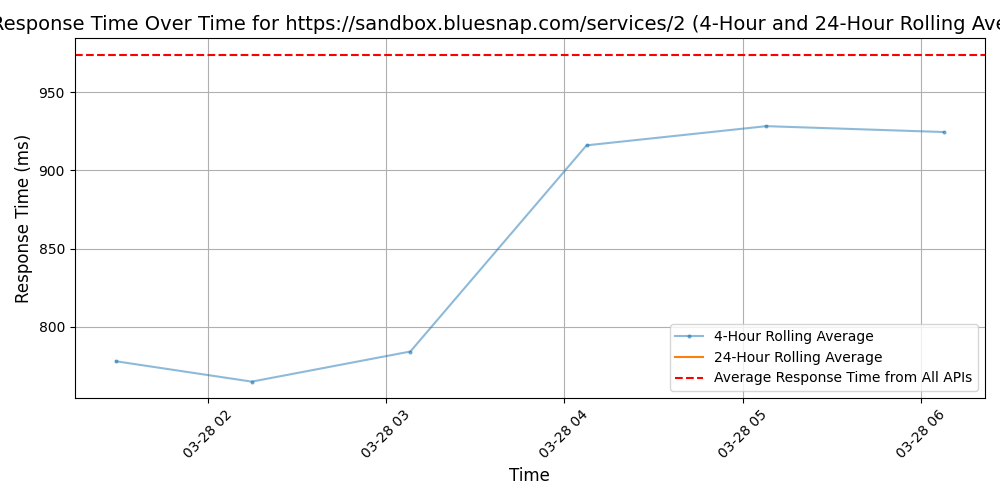 Response Time Over Time for https://sandbox.bluesnap.com/services/2 (4-Hour and 24-Hour Rolling Ave
Response Time (ms)
950
900
850
800
4-Hour Rolling Average
24-Hour Rolling Average
Average Response Time from All APIs
03-28 02
03-28 03
03-28 04
03-28 05
03-28 06
Time